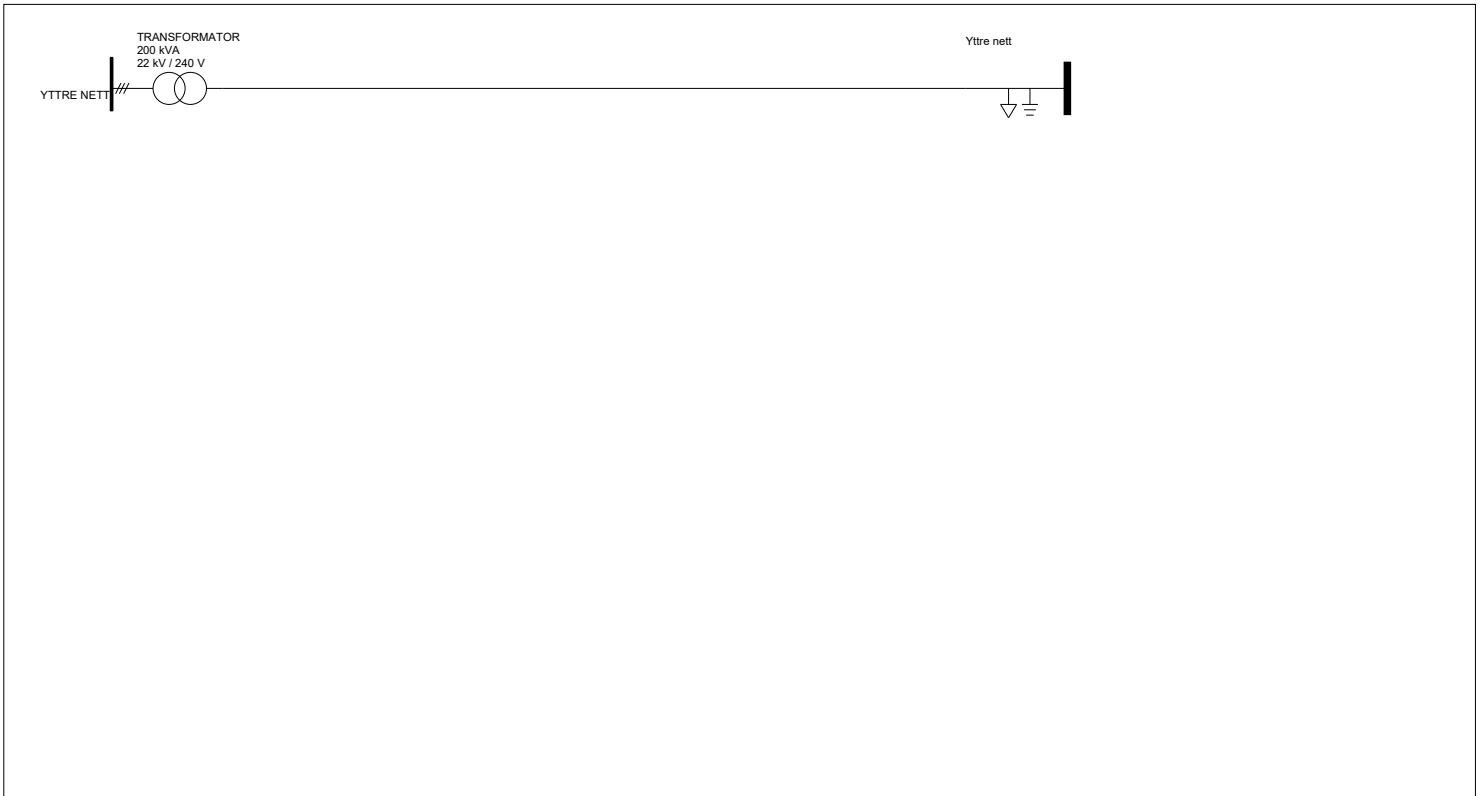 TRANSFORMATOR
200 kVA
22 kV / 240 V
Yttre nett
YTTRE NETT